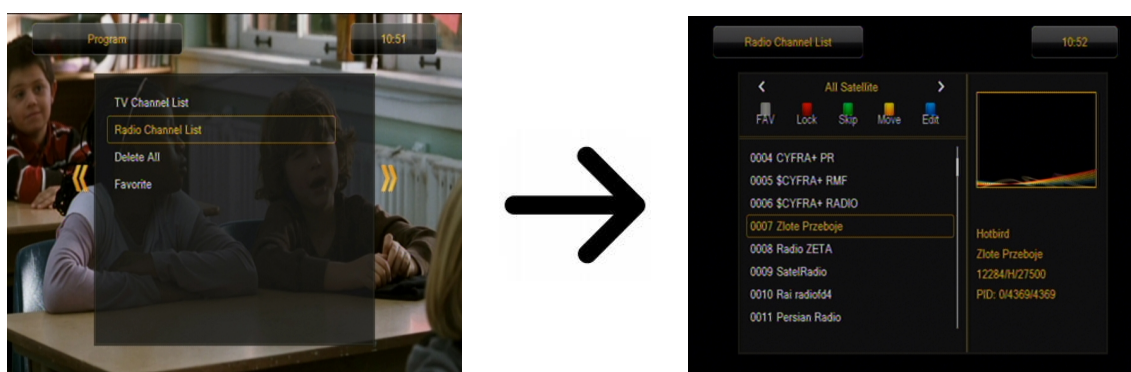 Program
10:51
TV Channel List
Radio Channel List
Delete All
Favorite
Radio Channel List
10:52
All Satellite
FAV Lock Skip Move Edit
0004 CYFRA+ PR
0005 $CYFRA+ RMF
0006 $CYFRA+ RADIO
0007 Zlote Przeboje
0008 Radio ZETA
0009 SatelRadio
0010 Rai radiofd4
0011 Persian Radio
Hotbird
Zlote Przeboje
12284/H/27500
PID: 0/4369/4369